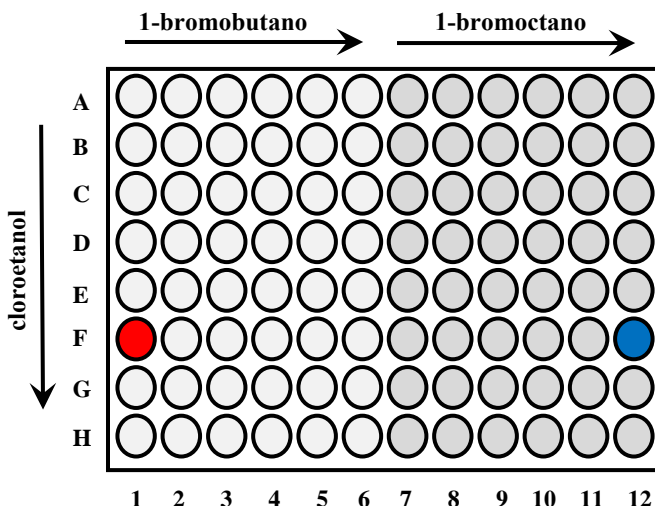 1-bromobutano 1-bromoctano
A
B
C
D
E
F
G
H
cloroetanol
1 2 3 4 5 6 7 8 9 10 11 12